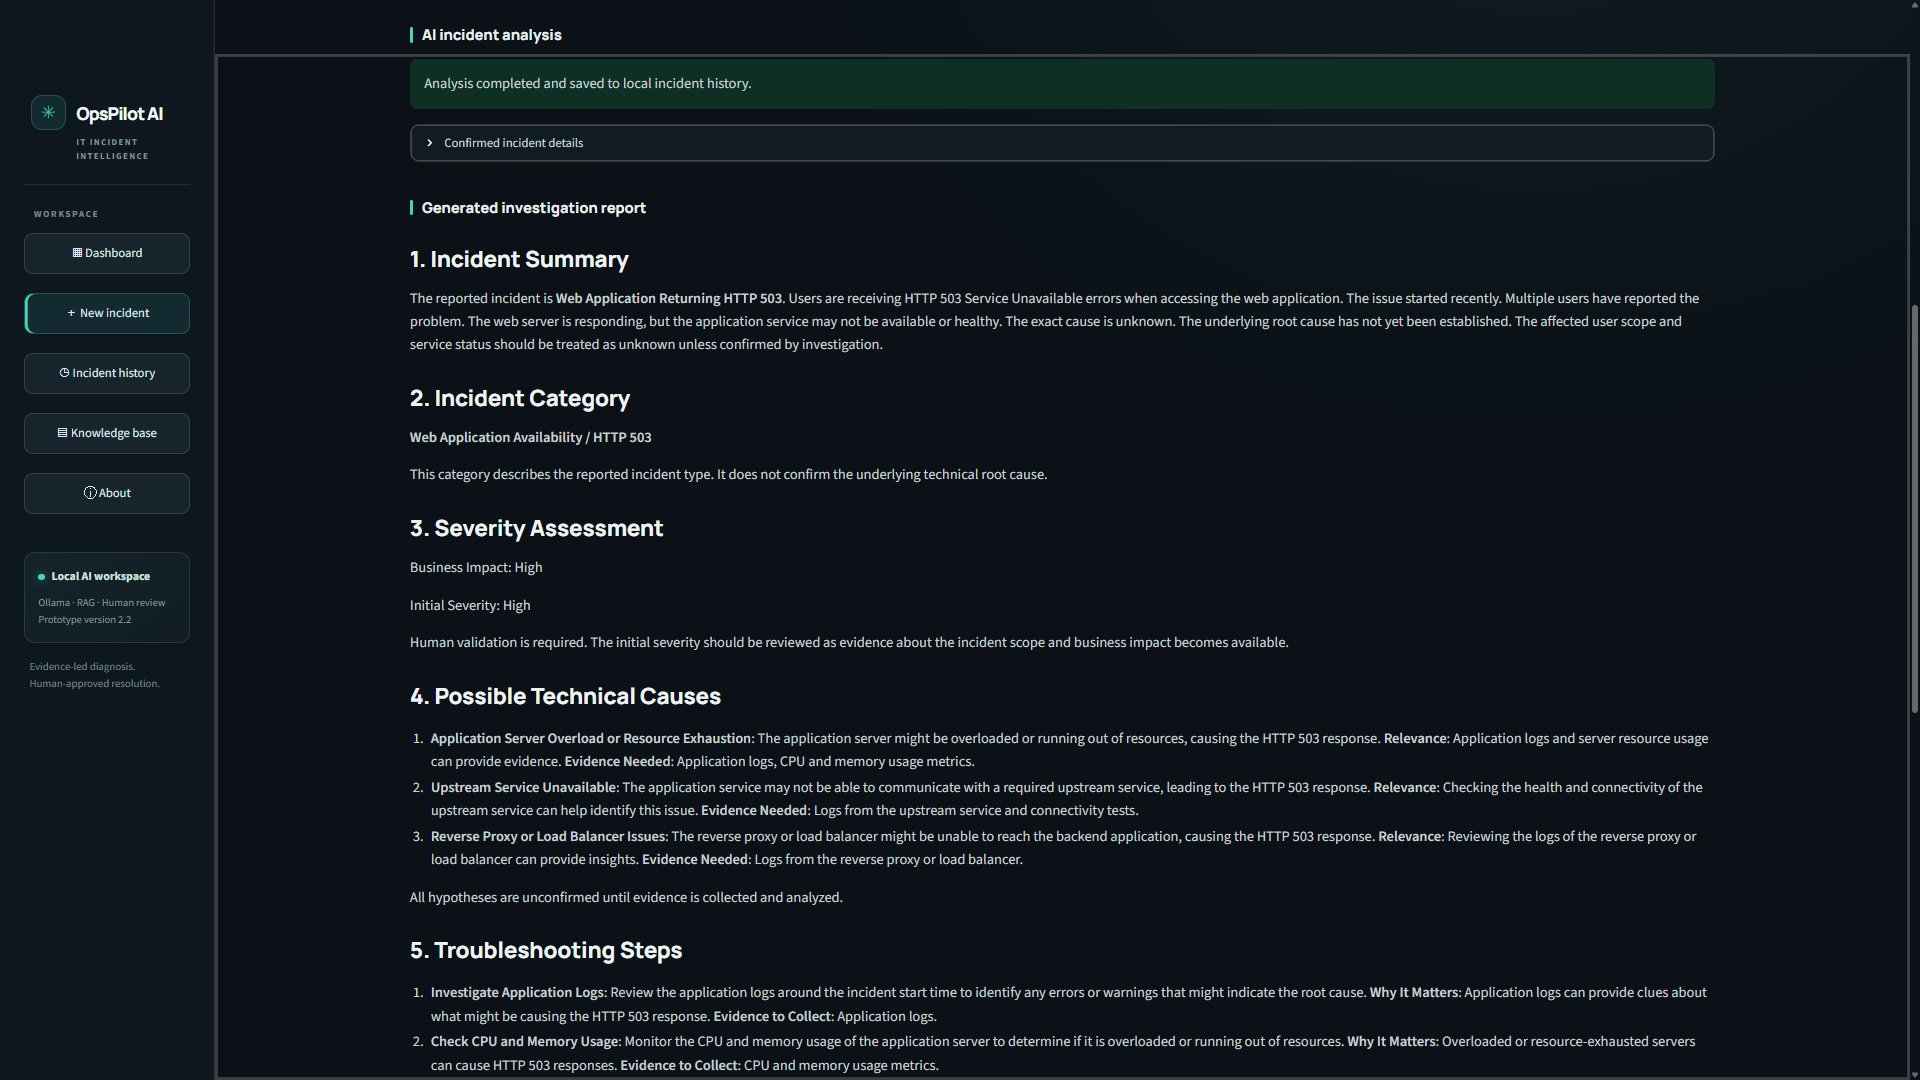 OpsPilot AI
IT INCIDENT
INTELLIGENCE
WORKSPACE
Dashboard
+ New incident
Incident history
Knowledge base
About
Local AI workspace
Ollama · RAG · Human review
Prototype version 2.2
Evidence-led diagnosis.
Human-approved resolution.
AI incident analysis
Analysis completed and saved to local incident history.
Confirmed incident details
Generated investigation report
1. Incident Summary
The reported incident is Web Application Returning HTTP 503. Users are receiving HTTP 503 Service Unavailable errors when accessing the web application. The issue started recently. Multiple users have reported the
problem. The web server is responding, but the application service may not be available or healthy. The exact cause is unknown. The underlying root cause has not yet been established. The affected user scope and
service status should be treated as unknown unless confirmed by investigation.
2. Incident Category
Web Application Availability / HTTP 503
This category describes the reported incident type. It does not confirm the underlying technical root cause.
3. Severity Assessment
Business Impact: High
Initial Severity: High
Human validation is required. The initial severity should be reviewed as evidence about the incident scope and business impact becomes available.
4. Possible Technical Causes
1. Application Server Overload or Resource Exhaustion: The application server might be overloaded or running out of resources, causing the HTTP 503 response. Relevance: Application logs and server resource usage
can provide evidence. Evidence Needed: Application logs, CPU and memory usage metrics.
2. Upstream Service Unavailable: The application service may not be able to communicate with a required upstream service, leading to the HTTP 503 response. Relevance: Checking the health and connectivity of the
upstream service can help identify this issue. Evidence Needed: Logs from the upstream service and connectivity tests.
3. Reverse Proxy or Load Balancer Issues: The reverse proxy or load balancer might be unable to reach the backend application, causing the HTTP 503 response. Relevance: Reviewing the logs of the reverse proxy or
load balancer can provide insights. Evidence Needed: Logs from the reverse proxy or load balancer.
All hypotheses are unconfirmed until evidence is collected and analyzed.
5. Troubleshooting Steps
1. Investigate Application Logs: Review the application logs around the incident start time to identify any errors or warnings that might indicate the root cause. Why It Matters: Application logs can provide clues about
what might be causing the HTTP 503 response. Evidence to Collect: Application logs.
2. Check CPU and Memory Usage: Monitor the CPU and memory usage of the application server to determine if it is overloaded or running out of resources. Why It Matters: Overloaded or resource-exhausted servers
can cause HTTP 503 responses. Evidence to Collect: CPU and memory usage metrics.